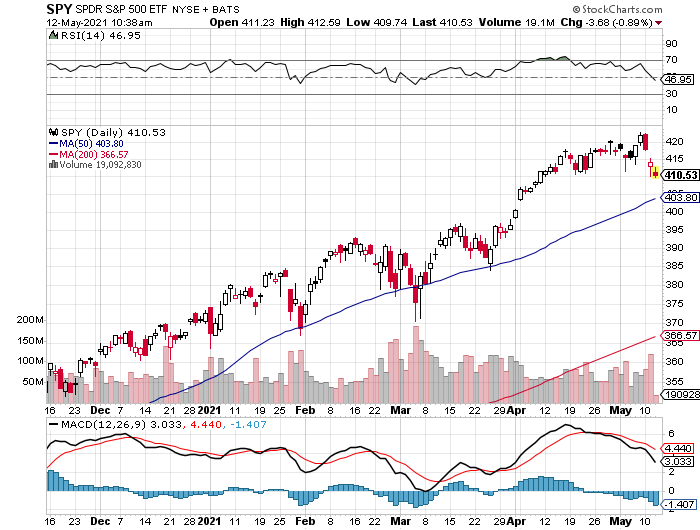 SPY SPDR S&P 500 ETF NYSE + BATS © StockCharts.com
12-May-2021 10:38am Open 411.23 High 412.59 Low 409.74 Last 410.53 Volume 19.1M Chg -3.68 (-0.89%)
RSI(14) 46.95
90
70
50
46.95
30
10
SPY (Daily) 410.53
MA(50) 403.80
MA(200) 366.57
Volume 19,092,830
420
415
410.53
405
403.80
400
395
390
385
380
375
370
366.57
365
360
355
190928
200M
150M
100M
50M
16 23 Dec 7 14 21 28 2021 11 19 25 Feb 8 16 22 Mar 8 15 22 Apr 12 19 26 May 10
MACD(12,26,9) 3.033, 4.440, -1.407
6
4.440
3.033
2
0
-1.407
16 23 Dec 7 14 21 28 2021 11 19 25 Feb 8 16 22 Mar 8 15 22 Apr 12 19 26 May 10